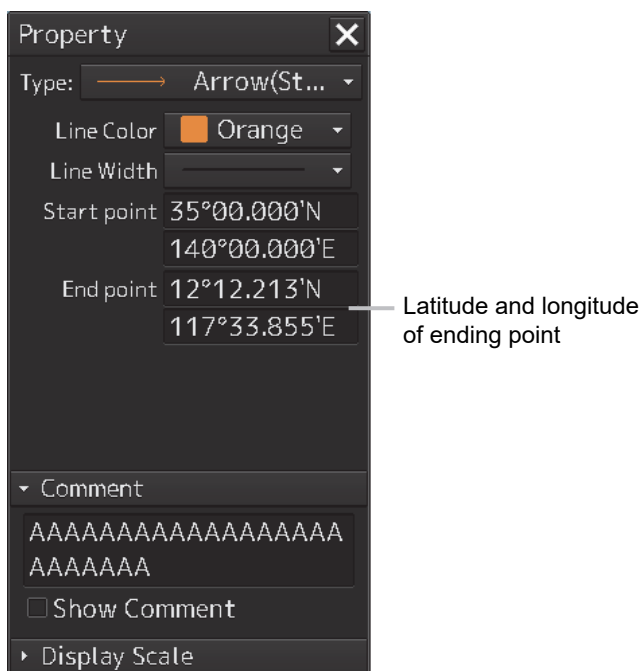 Property
Type: Arrow(St...
Line Color Orange
Line Width
Start point 35°00.000'N
140°00.000'E
End point 12°12.213'N
117°33.855'E
Latitude and longitude
of ending point
Comment
AAAAAAAAAAAAAAAAAA
AAAAAAA
Show Comment
Display Scale